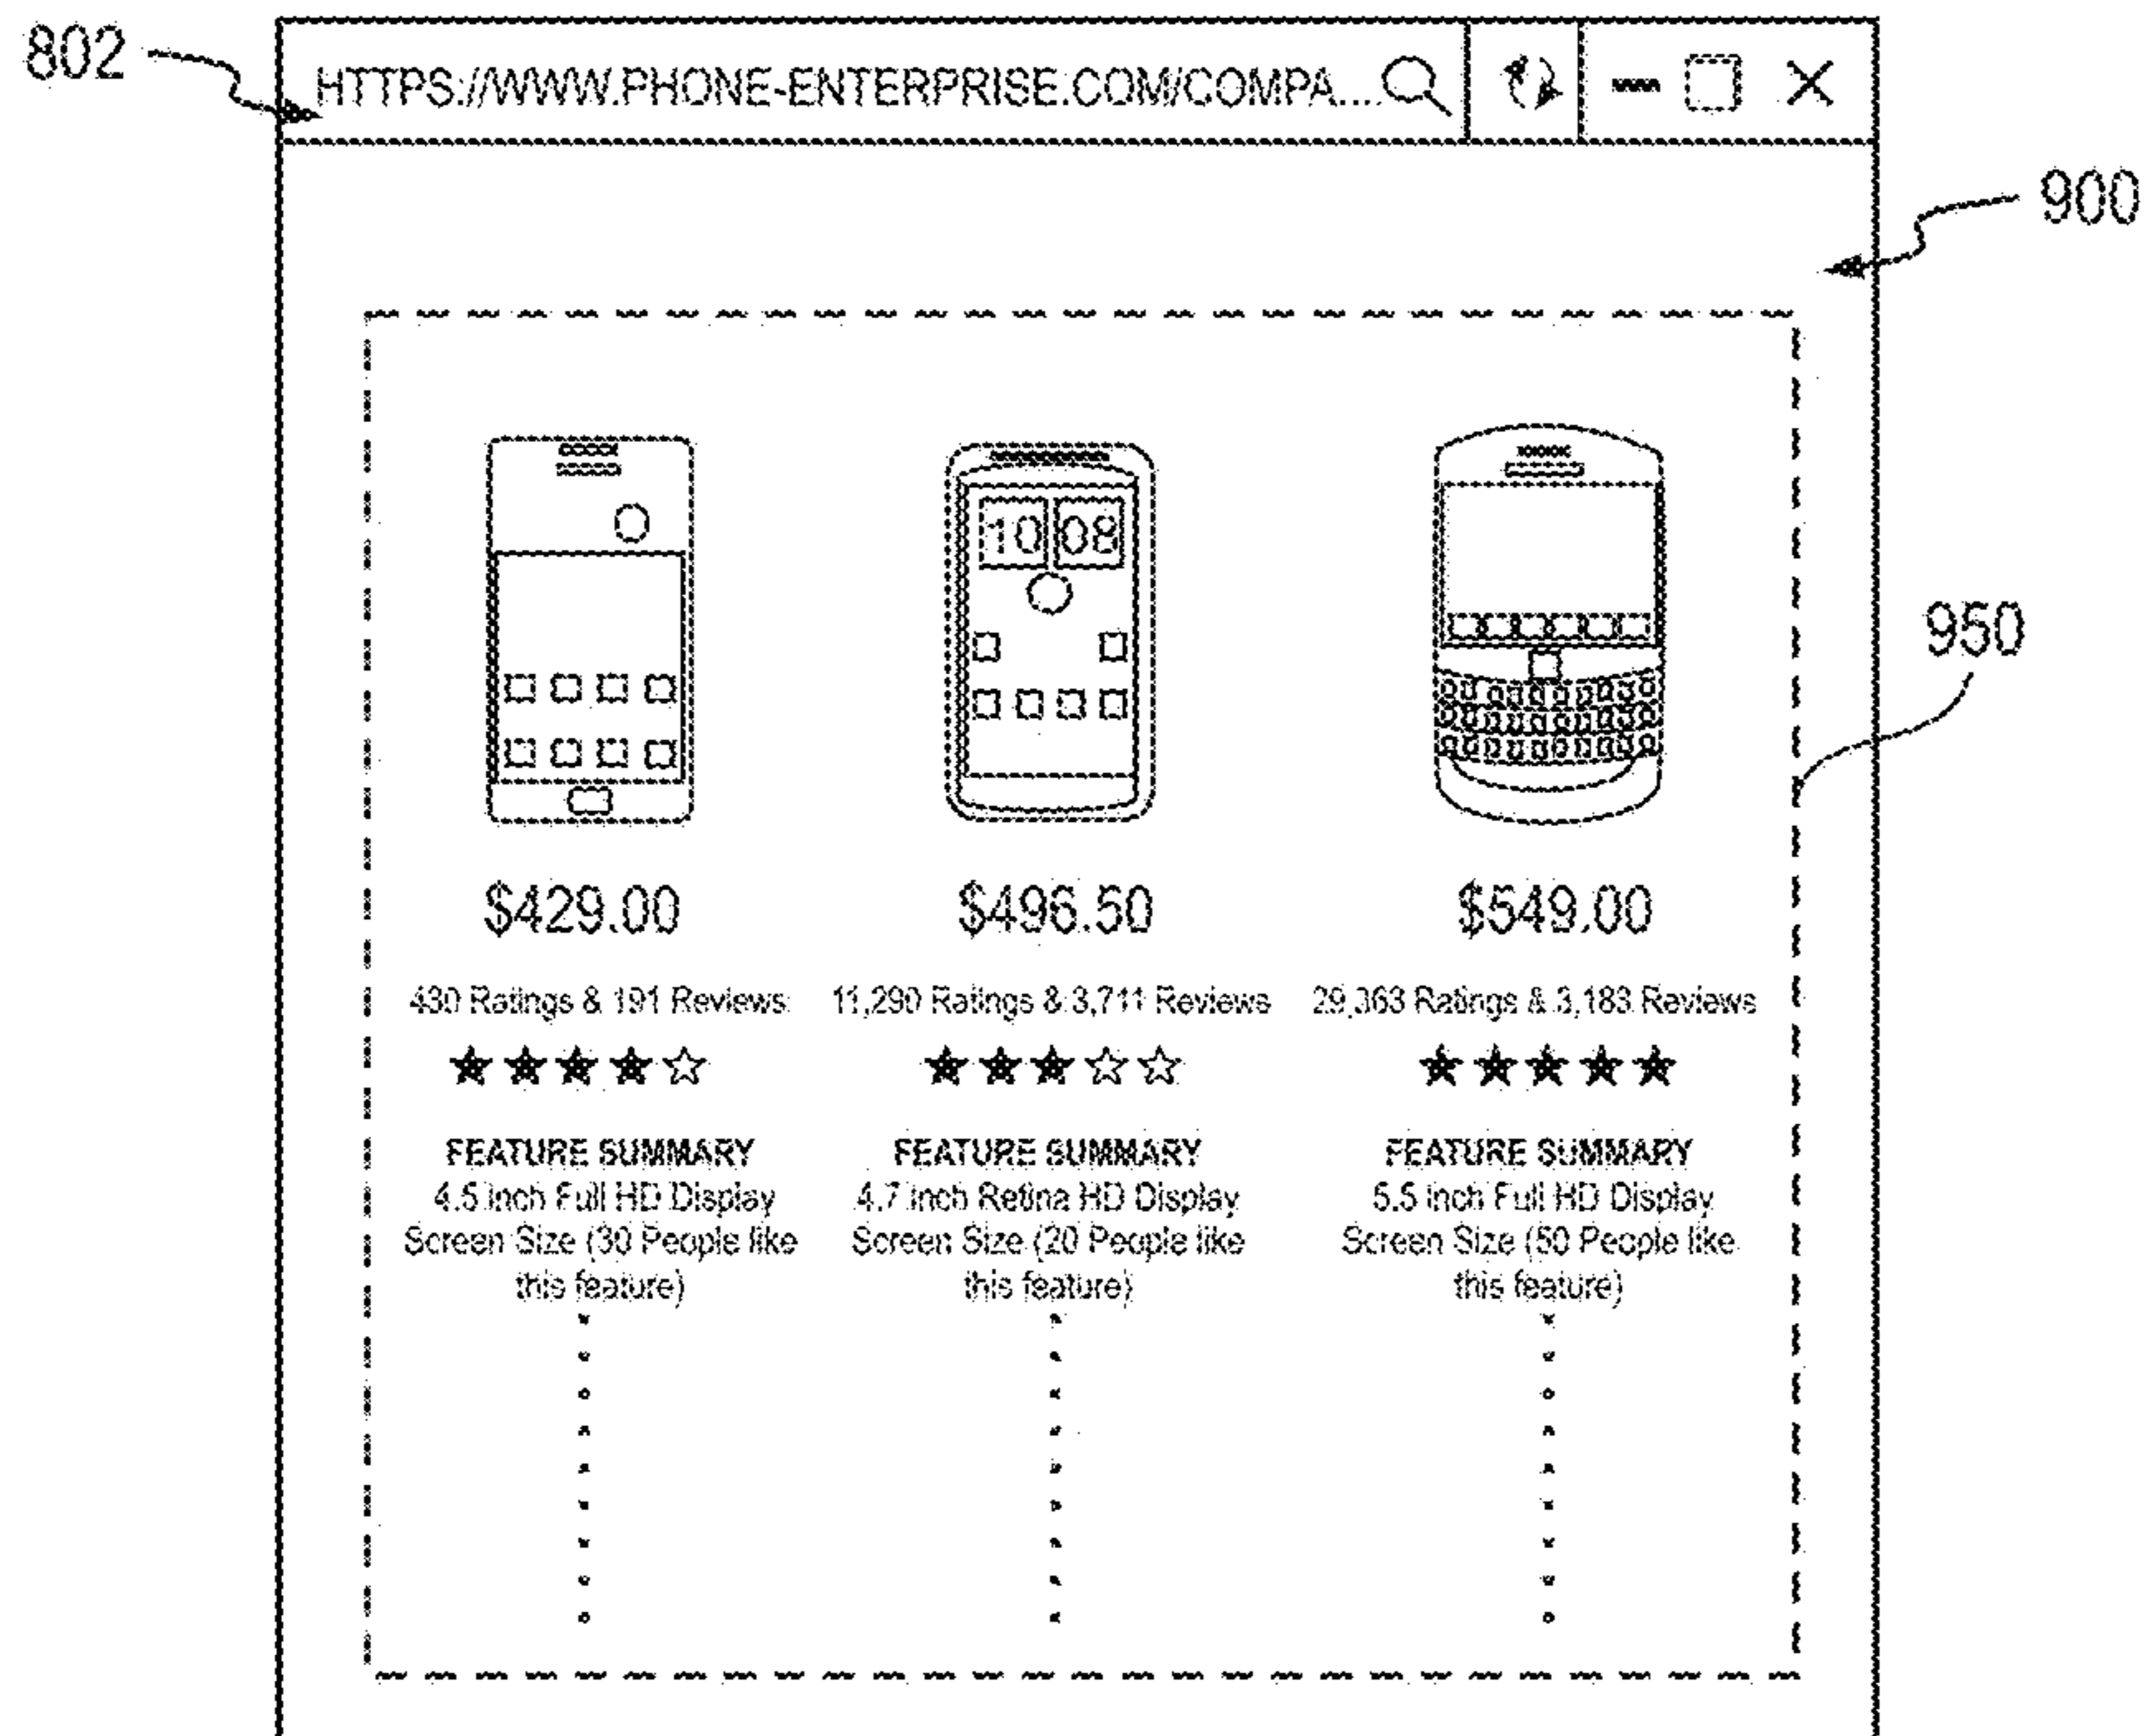 802
HTTPS://WWW.PHONE-ENTERPRISE.COM/COMPA....
900
10 08
950
$429.00 $496.50 $549.00
430 Ratings & 191 Reviews 11,290 Ratings & 3,711 Reviews 29,363 Ratings & 3,183 Reviews
FEATURE SUMMARY FEATURE SUMMARY FEATURE SUMMARY
4.5 inch Full HD Display 4.7 inch Retina HD Display 5.5 inch Full HD Display
Screen Size (30 People like Screen Size (20 People like Screen Size (50 People like
this feature) this feature) this feature)